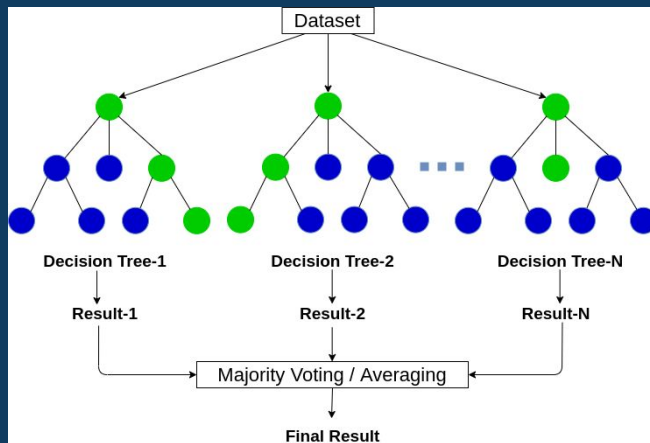 Dataset
Decision Tree-1
Decision Tree-2
Decision Tree-N
Result-1
Result-2
Result-N
Majority Voting / Averaging
Final Result